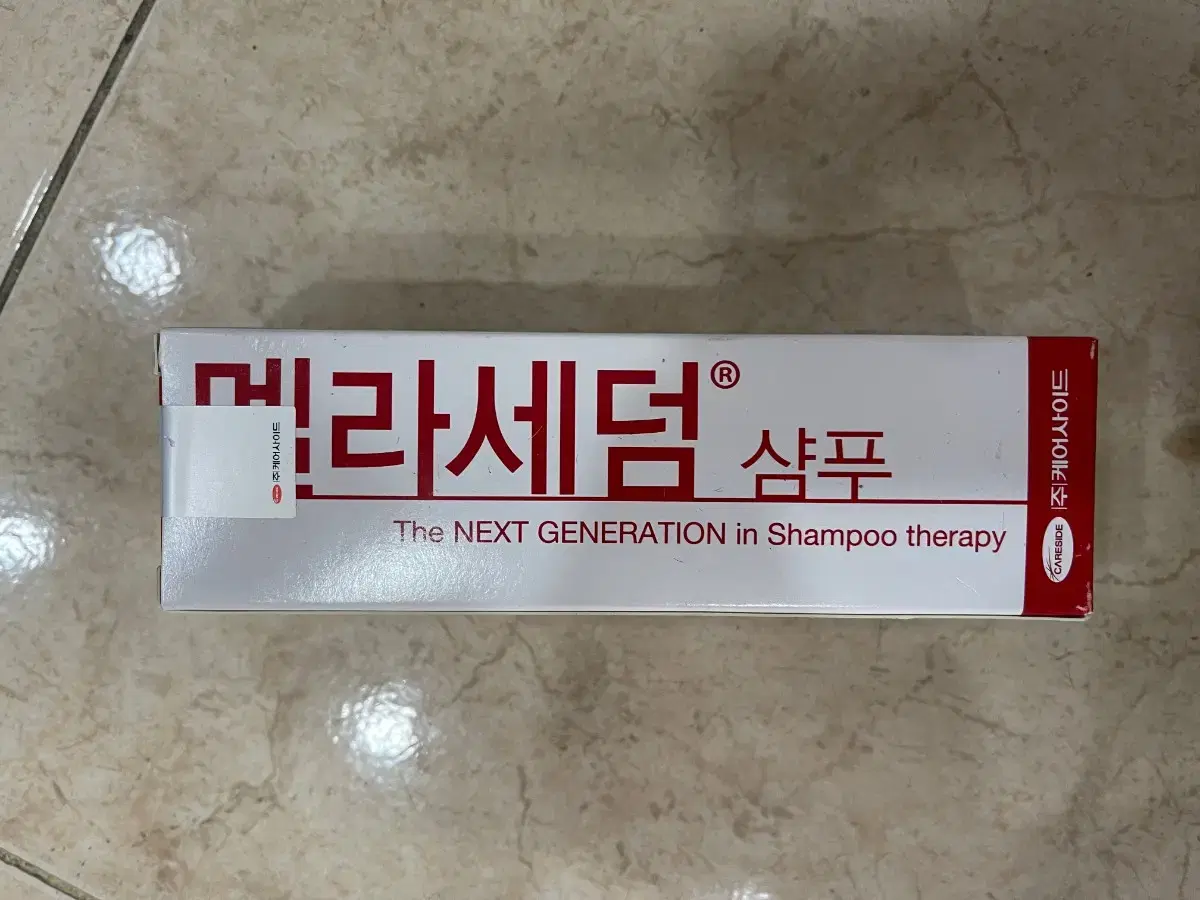 멜라세덤® 샴푸
The NEXT GENERATION in Shampoo therapy
CARESIDE (주)케어사이드
(주)케어사이드